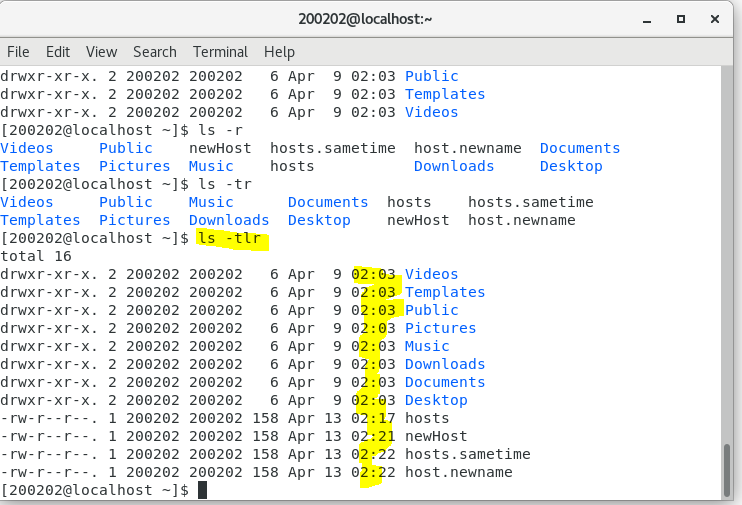 200202@localhost:~
File Edit View Search Terminal Help
drwxr-xr-x. 2 200202 200202   6 Apr  9 02:03 Public
drwxr-xr-x. 2 200202 200202   6 Apr  9 02:03 Templates
drwxr-xr-x. 2 200202 200202   6 Apr  9 02:03 Videos
[200202@localhost ~]$ ls -r
Videos     Public    newHost  hosts.sametime  host.newname  Documents
Templates  Pictures  Music    hosts           Downloads     Desktop
[200202@localhost ~]$ ls -tr
Videos     Public    Music      Documents  hosts    hosts.sametime
Templates  Pictures  Downloads  Desktop    newHost  host.newname
[200202@localhost ~]$ ls -tlr
total 16
drwxr-xr-x. 2 200202 200202   6 Apr  9 02:03 Videos
drwxr-xr-x. 2 200202 200202   6 Apr  9 02:03 Templates
drwxr-xr-x. 2 200202 200202   6 Apr  9 02:03 Public
drwxr-xr-x. 2 200202 200202   6 Apr  9 02:03 Pictures
drwxr-xr-x. 2 200202 200202   6 Apr  9 02:03 Music
drwxr-xr-x. 2 200202 200202   6 Apr  9 02:03 Downloads
drwxr-xr-x. 2 200202 200202   6 Apr  9 02:03 Documents
drwxr-xr-x. 2 200202 200202   6 Apr  9 02:03 Desktop
-rw-r--r--. 1 200202 200202 158 Apr 13 02:17 hosts
-rw-r--r--. 1 200202 200202 158 Apr 13 02:21 newHost
-rw-r--r--. 1 200202 200202 158 Apr 13 02:22 hosts.sametime
-rw-r--r--. 1 200202 200202 158 Apr 13 02:22 host.newname
[200202@localhost ~]$